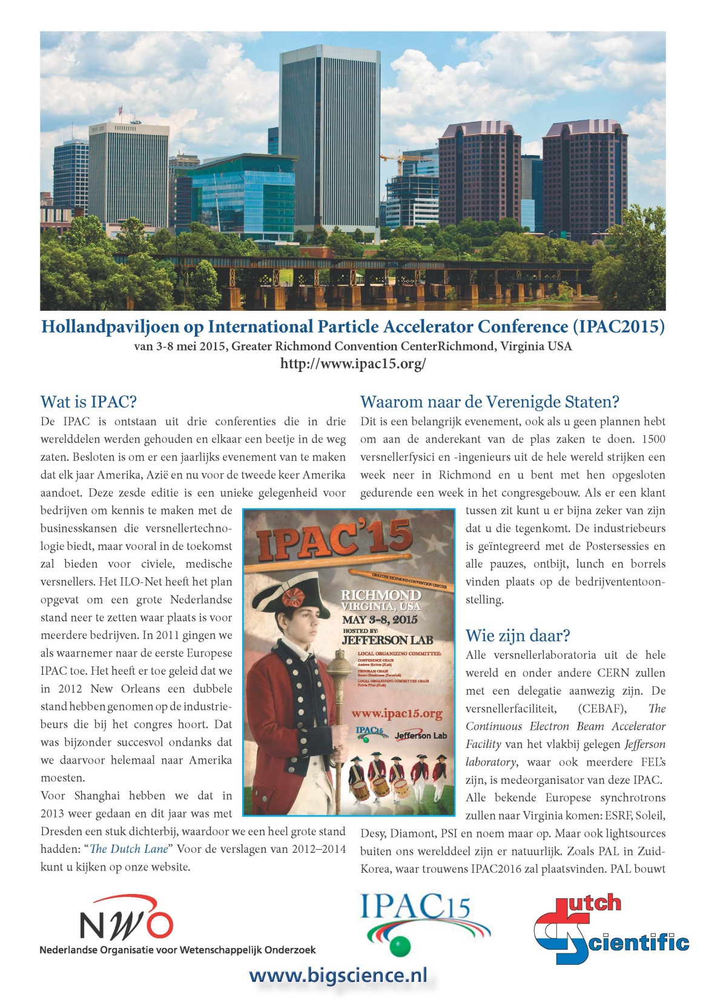 Hollandpaviljoen op International Particle Accelerator Conference (IPAC2015)
van 3-8 mei 2015, Greater Richmond Convention CenterRichmond, Virginia USA
http://www.ipac15.org/
Wat is IPAC?
De IPAC is ontstaan uit drie conferenties die in drie
werelddelen werden gehouden en elkaar een beetje in de weg
zaten. Besloten is om er een jaarlijks evenement van te maken
dat elk jaar Amerika, Azië en nu voor de tweede keer Amerika
aandoet. Deze zesde editie is een unieke gelegenheid voor
bedrijven om kennis te maken met de
businesskansen die versnellertechno-
logie biedt, maar vooral in de toekomst
zal bieden voor civiele, medische
versnellers. Het ILO-Net heeft het plan
opgevat om een grote Nederlandse
stand neer te zetten waar plaats is voor
meerdere bedrijven. In 2011 gingen we
als waarnemer naar de eerste Europese
IPAC toe. Het heeft er toe geleid dat we
in 2012 New Orleans een dubbele
stand hebben genomen op de industrie-
beurs die bij het congres hoort. Dat
was bijzonder succesvol ondanks dat
we daarvoor helemaal naar Amerika
moesten.
Voor Shanghai hebben we dat in
2013 weer gedaan en dit jaar was met
Dresden een stuk dichterbij, waardoor we een heel grote stand
hadden: “The Dutch Lane” Voor de verslagen van 2012–2014
kunt u kijken op onze website.
IPAC'15
GREATER RICHMOND CONVENTION CENTER
RICHMOND
VIRGINIA, USA
MAY 3-8, 2015
HOSTED BY:
JEFFERSON LAB
LOCAL ORGANIZING COMMITTEE:
CONFERENCE CHAIR
Andrew Hutton (JLab)
PROGRAM CHAIR
Stuart Henderson (Fermilab)
LOCAL ORGANIZING COMMITTEE CHAIR
Fulvia Pilat (JLab)
www.ipac15.org
IPAC15
Jefferson Lab
Waarom naar de Verenigde Staten?
Dit is een belangrijk evenement, ook als u geen plannen hebt
om aan de anderekant van de plas zaken te doen. 1500
versnellerfysici en -ingenieurs uit de hele wereld strijken een
week neer in Richmond en u bent met hen opgesloten
gedurende een week in het congresgebouw. Als er een klant
tussen zit kunt u er bijna zeker van zijn
dat u die tegenkomt. De industriebeurs
is geïntegreerd met de Postersessies en
alle pauzes, ontbijt, lunch en borrels
vinden plaats op de bedrijvententoon-
stelling.
Wie zijn daar?
Alle versnellerlaboratoria uit de hele
wereld en onder andere CERN zullen
met een delegatie aanwezig zijn. De
versnellerfaciliteit, (CEBAF), The
Continuous Electron Beam Accelerator
Facility van het vlakbij gelegen Jefferson
laboratory, waar ook meerdere FEL’s
zijn, is medeorganisator van deze IPAC.
Alle bekende Europese synchrotrons
zullen naar Virginia komen: ESRF, Soleil,
Desy, Diamont, PSI en noem maar op. Maar ook lightsources
buiten ons werelddeel zijn er natuurlijk. Zoals PAL in Zuid-
Korea, waar trouwens IPAC2016 zal plaatsvinden. PAL bouwt
NWO
Nederlandse Organisatie voor Wetenschappelijk Onderzoek
IPAC15
dutch
Scientific
www.bigscience.nl